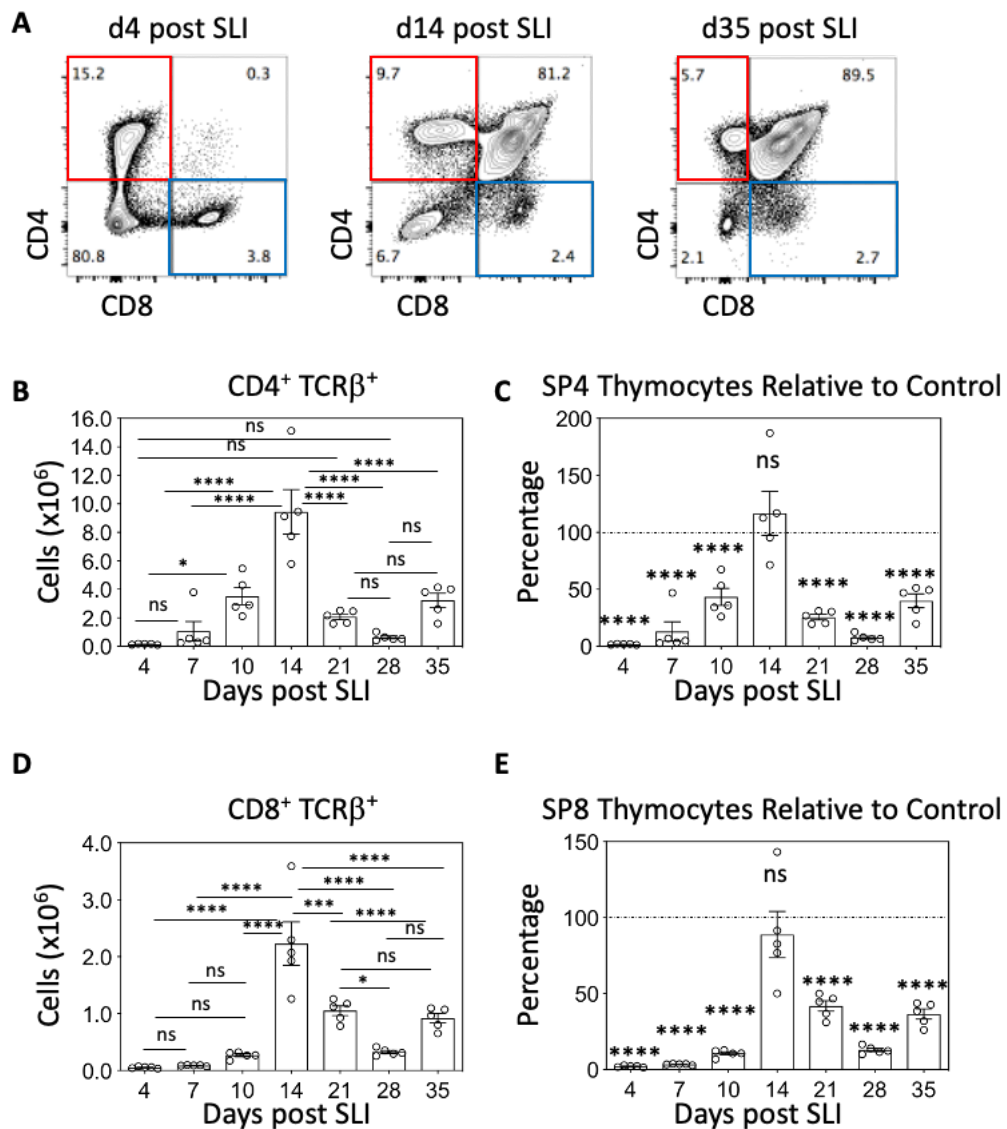 A
d4 post SLI
d14 post SLI
d35 post SLI
15.2
0.3
80.8
3.8
CD4
CD8
9.7
81.2
6.7
2.4
CD4
CD8
5.7
89.5
2.1
2.7
CD4
CD8
B
CD4⁺ TCRβ⁺
Cells (x10⁶)
16.0
14.0
12.0
10.0
8.0
6.0
4.0
2.0
0.0
ns
ns
****
****
****
****
****
ns
*
ns
ns
ns
4 7 10 14 21 28 35
Days post SLI
C
SP4 Thymocytes Relative to Control
Percentage
200
150
100
50
0
****
****
****
ns
****
****
****
4 7 10 14 21 28 35
Days post SLI
D
CD8⁺ TCRβ⁺
Cells (x10⁶)
4.0
3.0
2.0
1.0
0.0
****
****
****
****
***
****
****
ns
ns
ns
ns
*
ns
4 7 10 14 21 28 35
Days post SLI
E
SP8 Thymocytes Relative to Control
Percentage
150
100
50
0
****
****
****
ns
****
****
****
4 7 10 14 21 28 35
Days post SLI